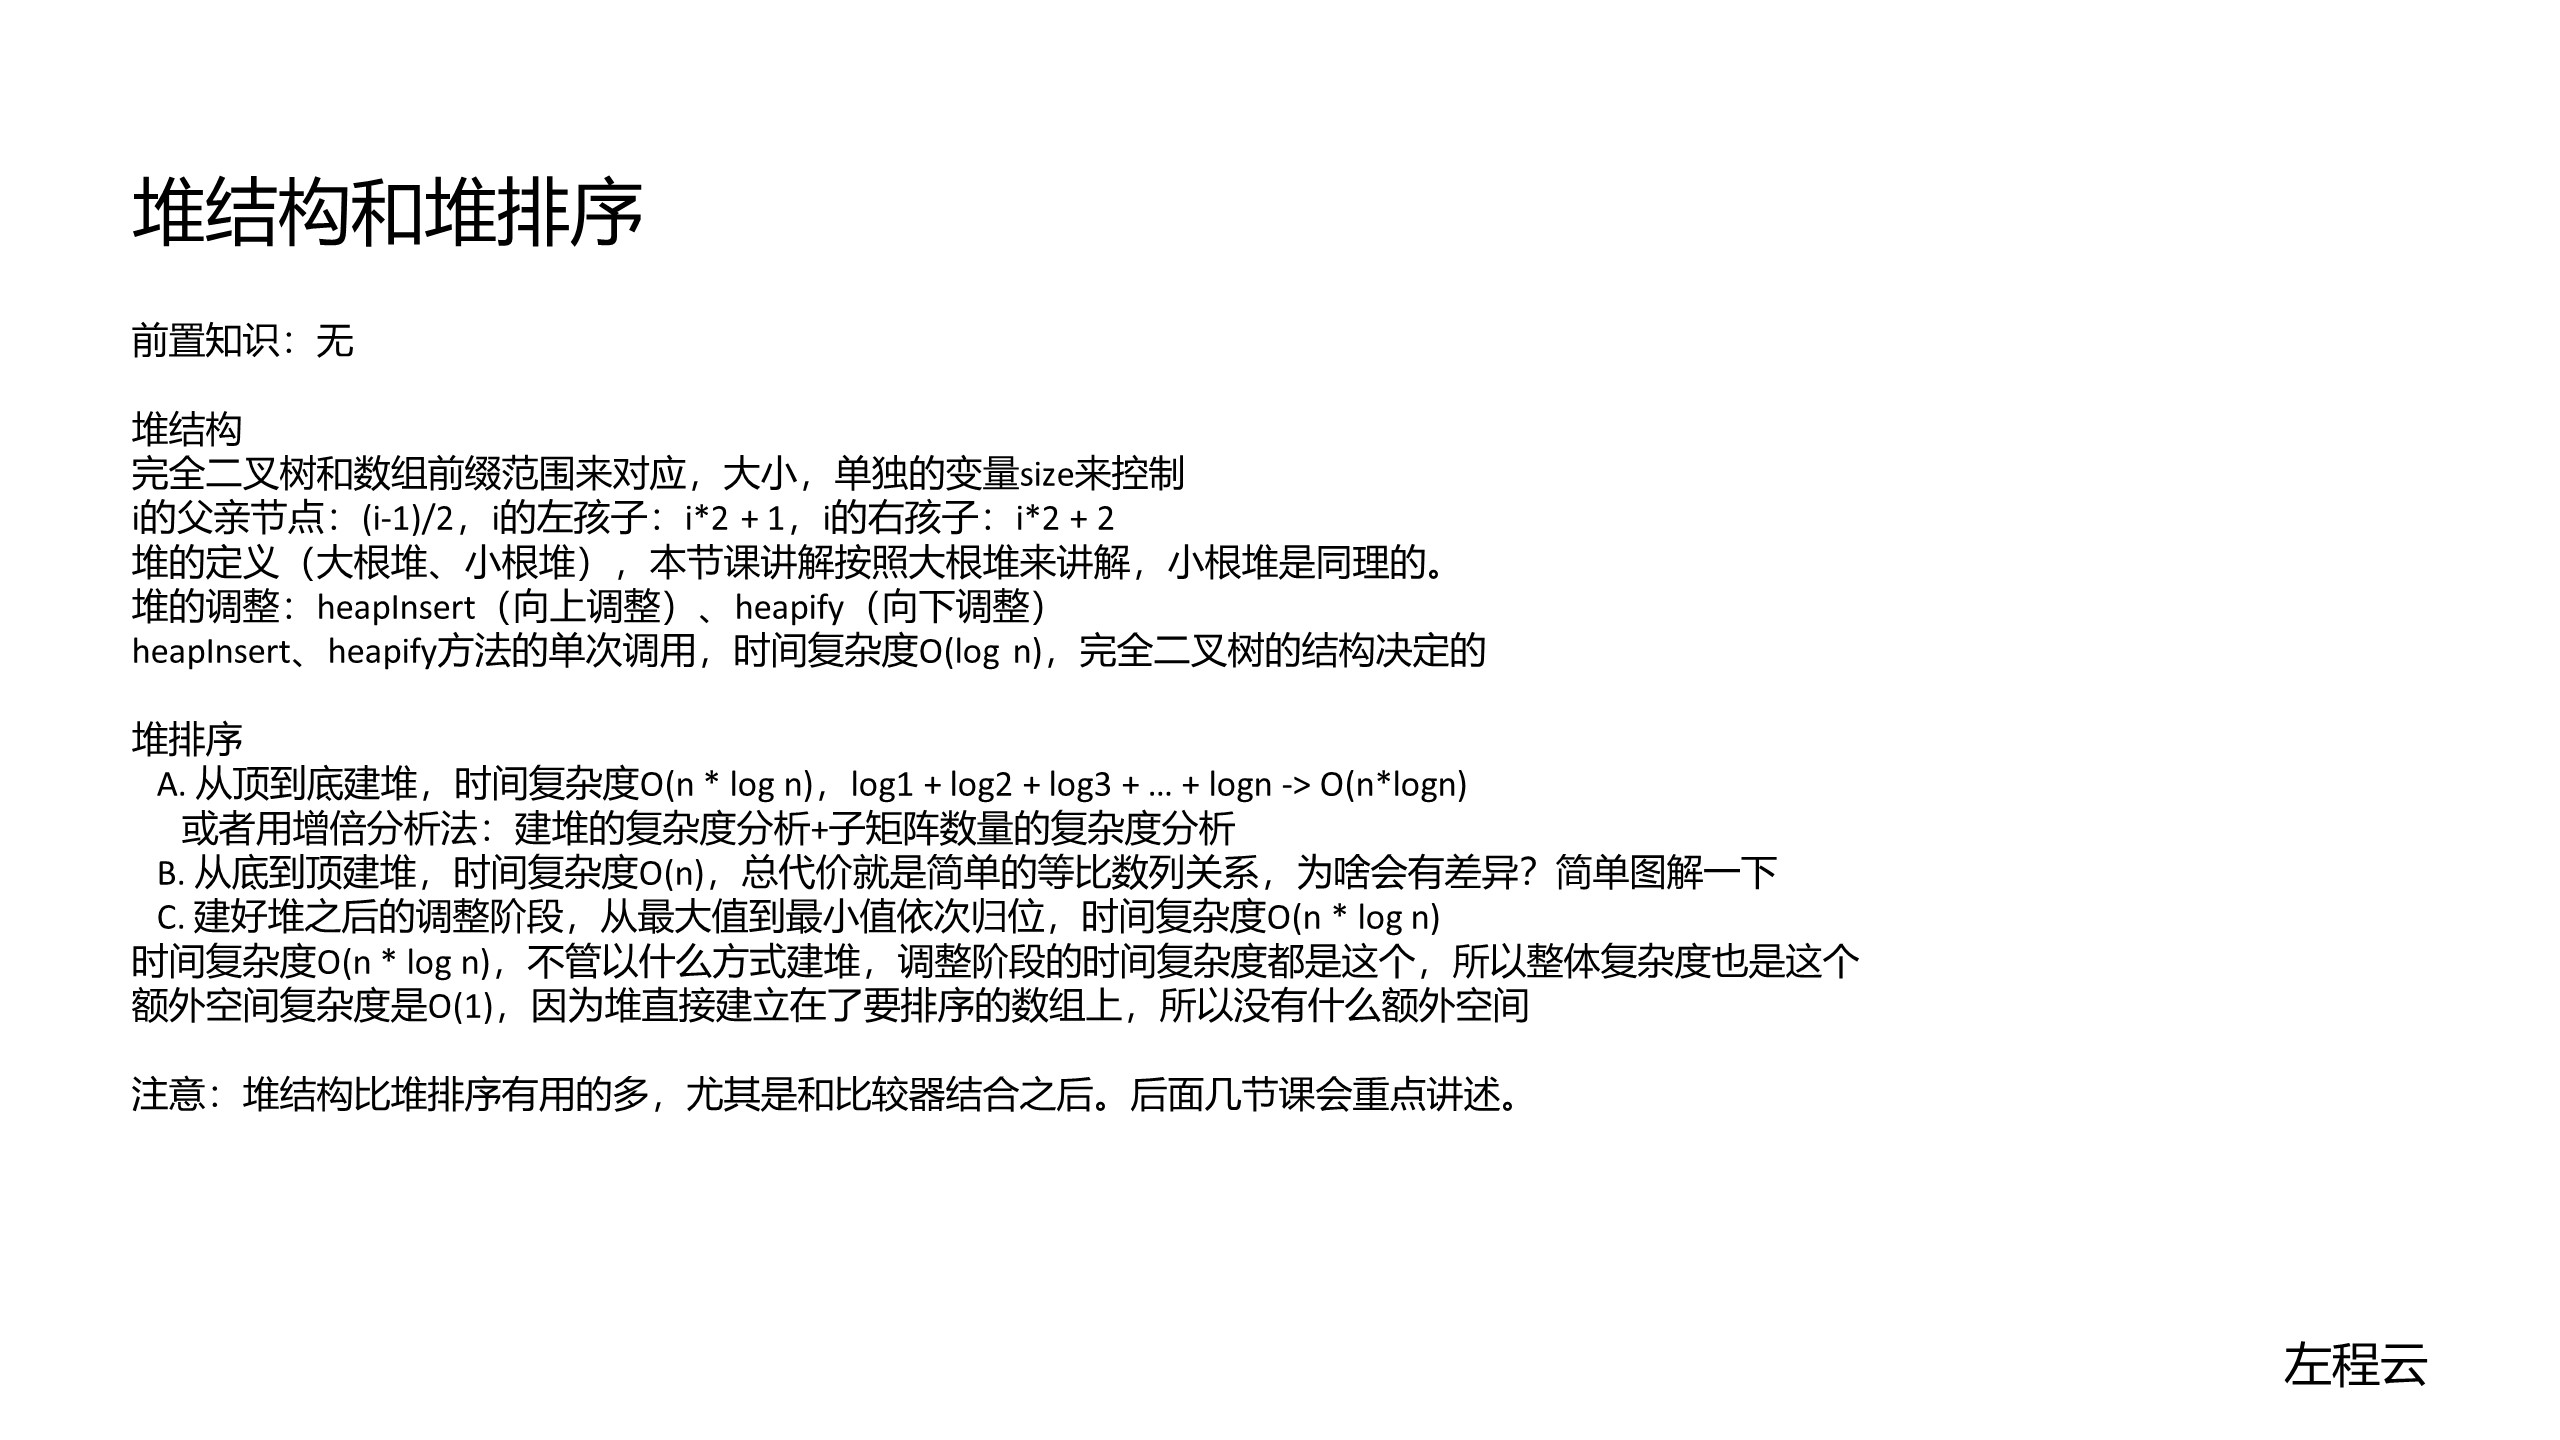 堆结构和堆排序
前置知识：无
堆结构
完全二叉树和数组前缀范围来对应，大小，单独的变量size来控制
i的父亲节点：(i-1)/2，i的左孩子：i*2 + 1，i的右孩子：i*2 + 2
堆的定义（大根堆、小根堆），本节课讲解按照大根堆来讲解，小根堆是同理的。
堆的调整：heapInsert（向上调整）、heapify（向下调整）
heapInsert、heapify方法的单次调用，时间复杂度O(log n)，完全二叉树的结构决定的
堆排序
A. 从顶到底建堆，时间复杂度O(n * log n)，log1 + log2 + log3 + … + logn -> O(n*logn)
或者用增倍分析法：建堆的复杂度分析+子矩阵数量的复杂度分析
B. 从底到顶建堆，时间复杂度O(n)，总代价就是简单的等比数列关系，为啥会有差异？简单图解一下
C. 建好堆之后的调整阶段，从最大值到最小值依次归位，时间复杂度O(n * log n)
时间复杂度O(n * log n)，不管以什么方式建堆，调整阶段的时间复杂度都是这个，所以整体复杂度也是这个
额外空间复杂度是O(1)，因为堆直接建立在了要排序的数组上，所以没有什么额外空间
注意：堆结构比堆排序有用的多，尤其是和比较器结合之后。后面几节课会重点讲述。
左程云